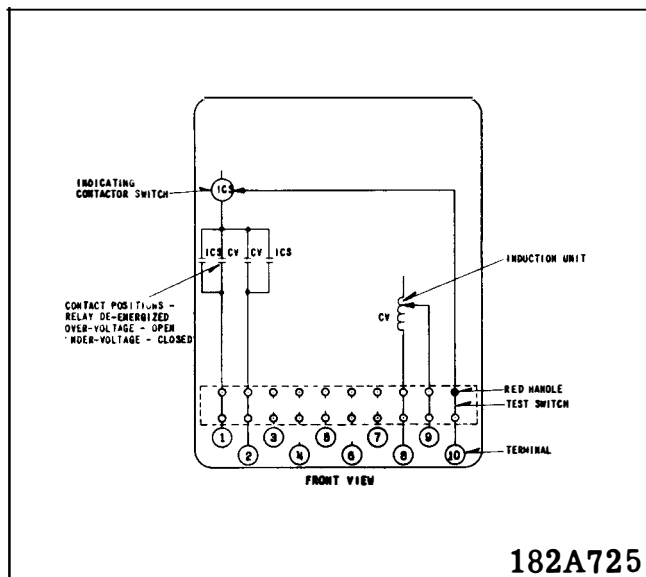 INDICATING
CONTACTOR SWITCH
ICS
ICS CV CV ICS
INDUCTION UNIT
CONTACT POSITIONS -
RELAY DE-ENERGIZED
OVER-VOLTAGE - OPEN
NDER-VOLTAGE - CLOSED
CV
RED HANDLE
TEST SWITCH
1 3 5 7 9
2 4 6 8 10
TERMINAL
FRONT VIEW
182A725